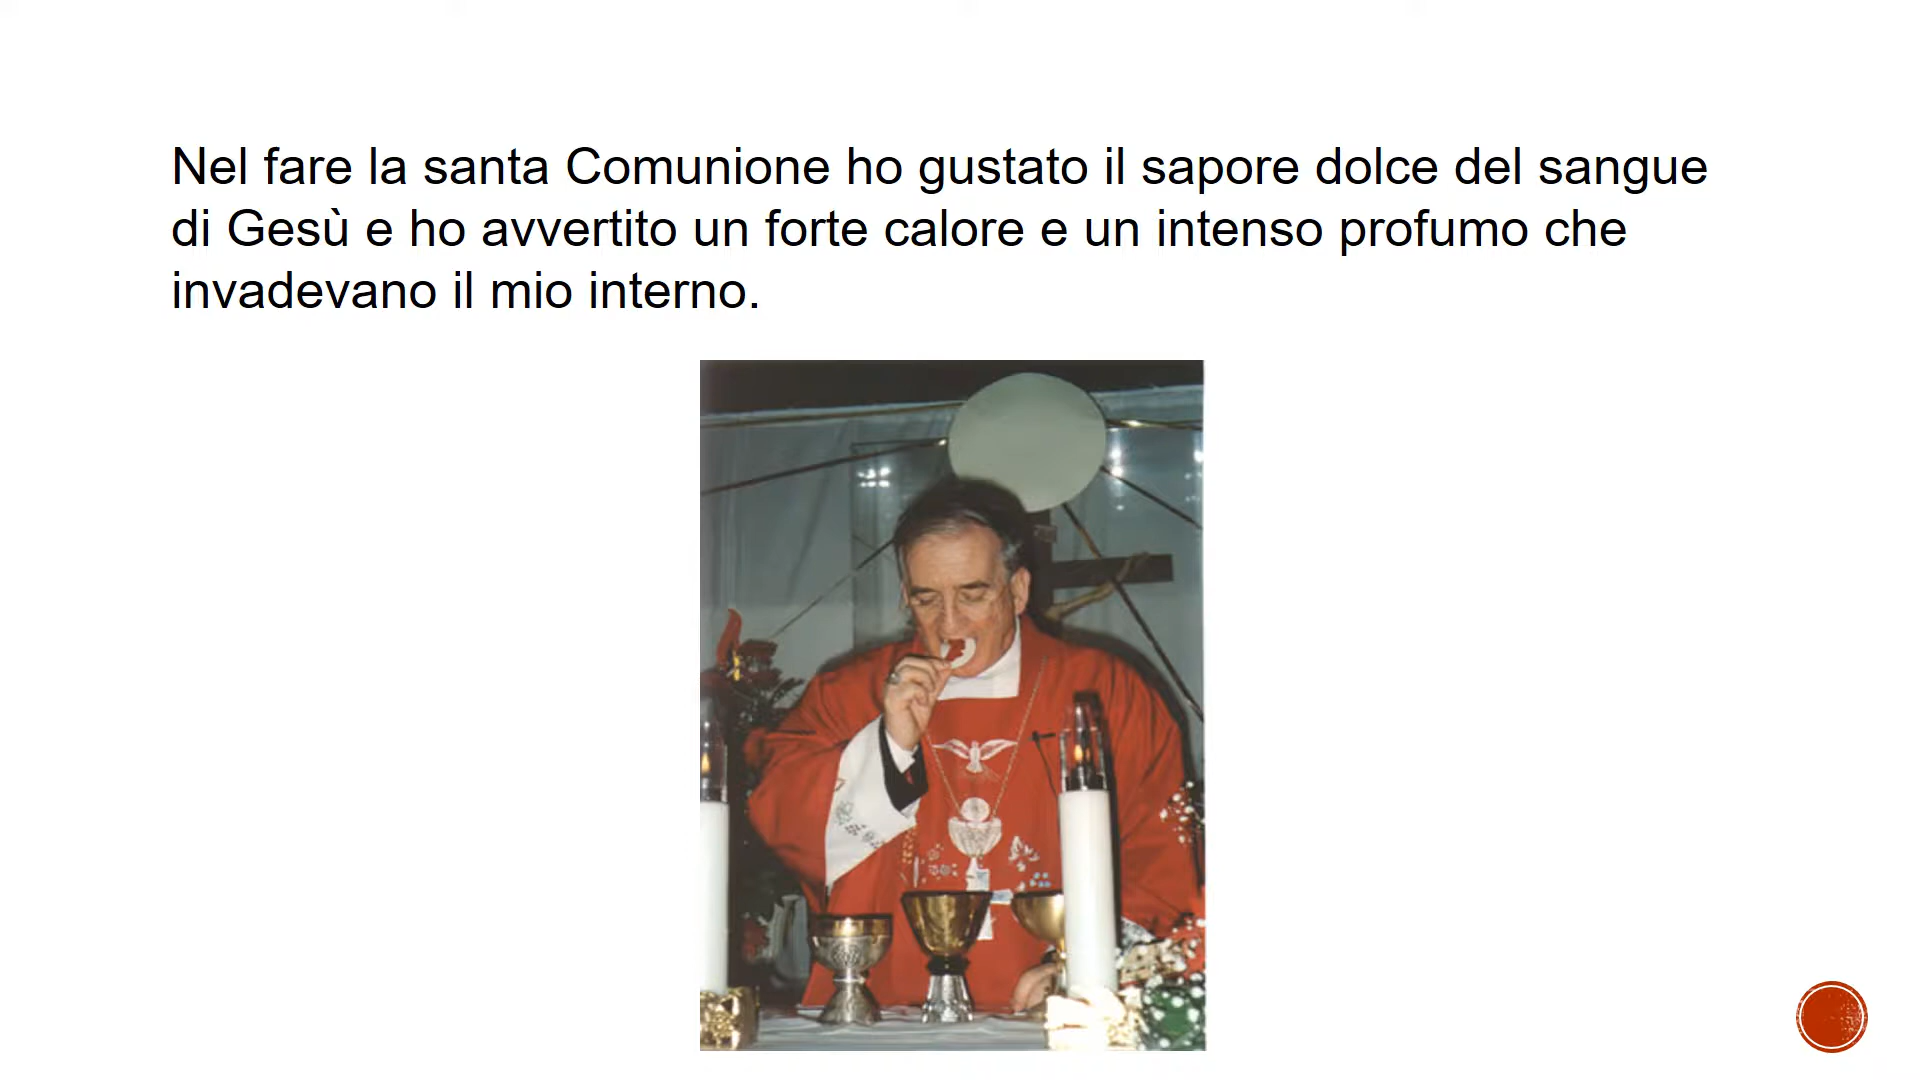 Nel fare la santa Comunione ho gustato il sapore dolce del sangue
di Gesù e ho avvertito un forte calore e un intenso profumo che
invadevano il mio interno.